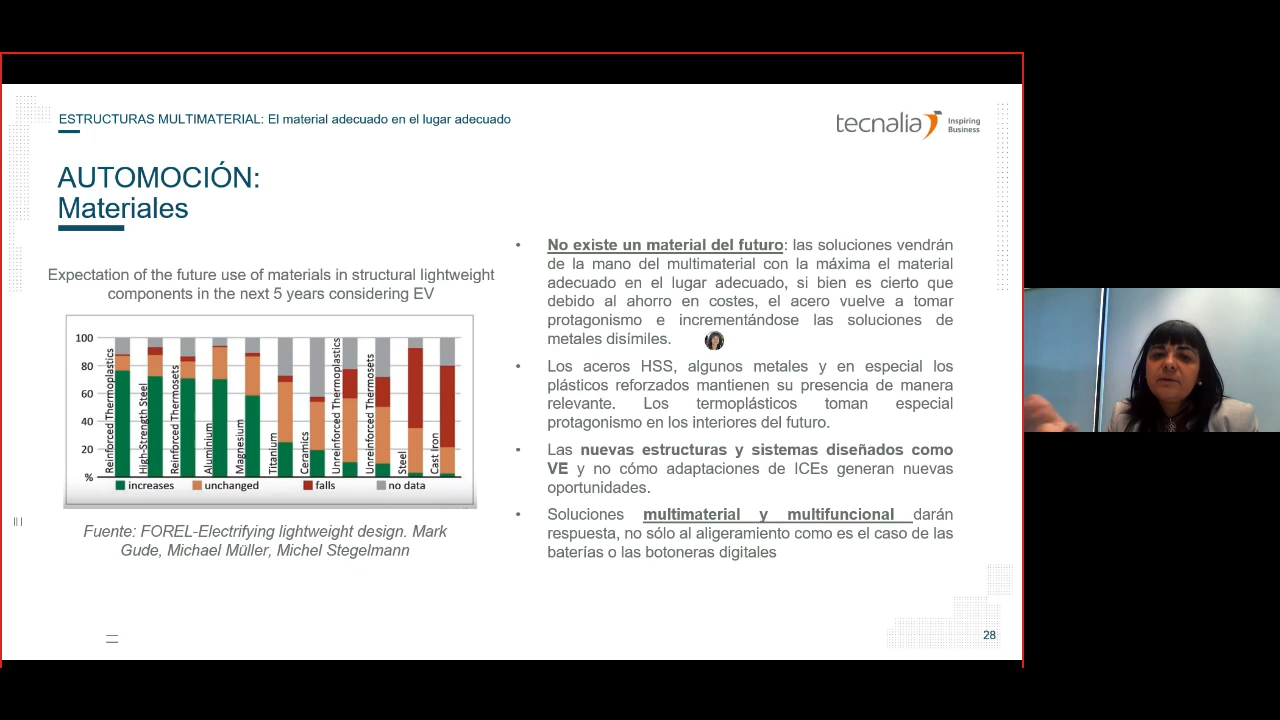 ESTRUCTURAS MULTIMATERIAL: El material adecuado en el lugar adecuado
tecnalia Inspiring Business
AUTOMOCIÓN:
Materiales
Expectation of the future use of materials in structural lightweight
components in the next 5 years considering EV
100
80
60
40
20
%
Reinforced Thermoplastics
High-Strength Steel
Reinforced Thermosets
Aluminium
Magnesium
Titanium
Ceramics
Unreinforced Thermoplastics
Unreinforced Thermosets
Steel
Cast Iron
increases unchanged falls no data
Fuente: FOREL-Electrifying lightweight design. Mark
Gude, Michael Müller, Michel Stegelmann
• No existe un material del futuro: las soluciones vendrán
de la mano del multimaterial con la máxima el material
adecuado en el lugar adecuado, si bien es cierto que
debido al ahorro en costes, el acero vuelve a tomar
protagonismo e incrementándose las soluciones de
metales disímiles.
• Los aceros HSS, algunos metales y en especial los
plásticos reforzados mantienen su presencia de manera
relevante. Los termoplásticos toman especial
protagonismo en los interiores del futuro.
• Las nuevas estructuras y sistemas diseñados como
VE y no cómo adaptaciones de ICEs generan nuevas
oportunidades.
• Soluciones multimaterial y multifuncional darán
respuesta, no sólo al aligeramiento como es el caso de las
baterías o las botoneras digitales
28